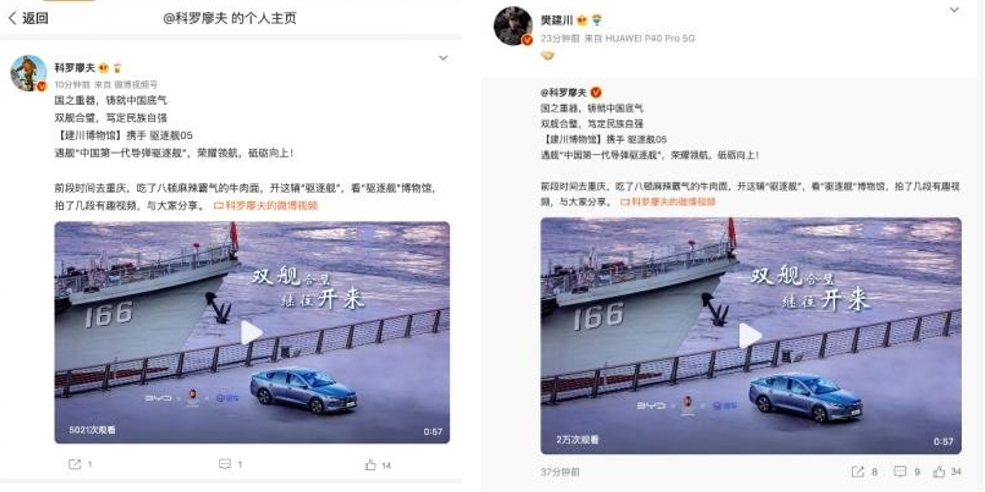 返回
@科罗廖夫 的个人主页
科罗廖夫
10分钟前 来自 微博视频号
国之重器，铸就中国底气
双舰合璧，笃定民族自强
【建川博物馆】携手 驱逐舰05
遇舰“中国第一代导弹驱逐舰”，荣耀领航，砥砺向上！
前段时间去重庆，吃了八顿麻辣霸气的牛肉面，开这辆“驱逐舰”，看“驱逐舰”博物馆，
拍了几段有趣视频，与大家分享。 科罗廖夫的微博视频
166
双舰合璧
继往开来
BYD
5021次观看
0:57
1
1
14
樊建川
23分钟前 来自 HUAWEI P40 Pro 5G
@科罗廖夫
国之重器，铸就中国底气
双舰合璧，笃定民族自强
【建川博物馆】携手 驱逐舰05
遇舰“中国第一代导弹驱逐舰”，荣耀领航，砥砺向上！
前段时间去重庆，吃了八顿麻辣霸气的牛肉面，开这辆“驱逐舰”，看“驱逐舰”博物馆，拍了几段有趣视
频，与大家分享。 科罗廖夫的微博视频
166
双舰合璧
继往开来
BYD
2万次观看
0:57
37分钟前
8
9
34